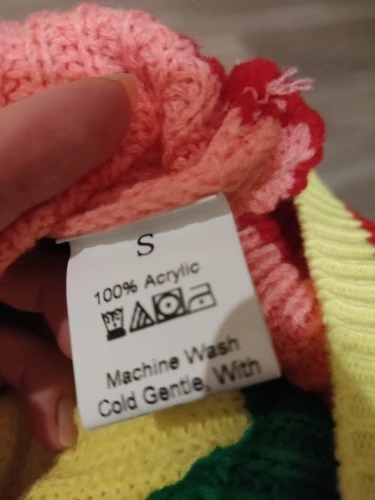 S
100% Acrylic
Machine Wash
Cold Gentle, With